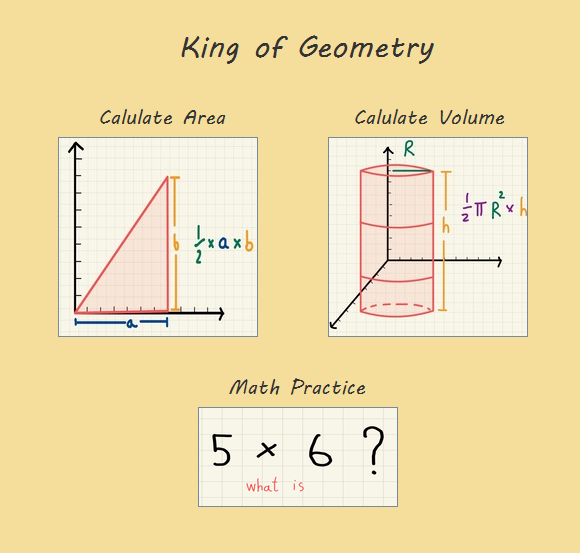 King of Geometry
Calulate Area
b
1/2 × a × b
a
Calulate Volume
R
1/2 π R² × h
h
Math Practice
5 × 6 ?
what is